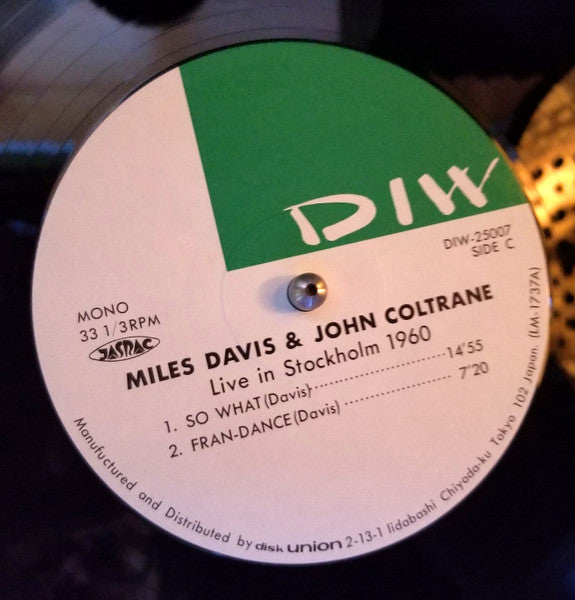 DIW
DIW-25007
SIDE C
MONO
33 1/3RPM
JASRAC
MILES DAVIS & JOHN COLTRANE
Live in Stockholm 1960
1. SO WHAT(Davis)......................14'55
2. FRAN-DANCE(Davis) .................... 7'20
Manufuctured and Distributed by disk union 2-13-1 Iidabashi Chiyoda-ku Tokyo 102 Japan. (LM-1737A)